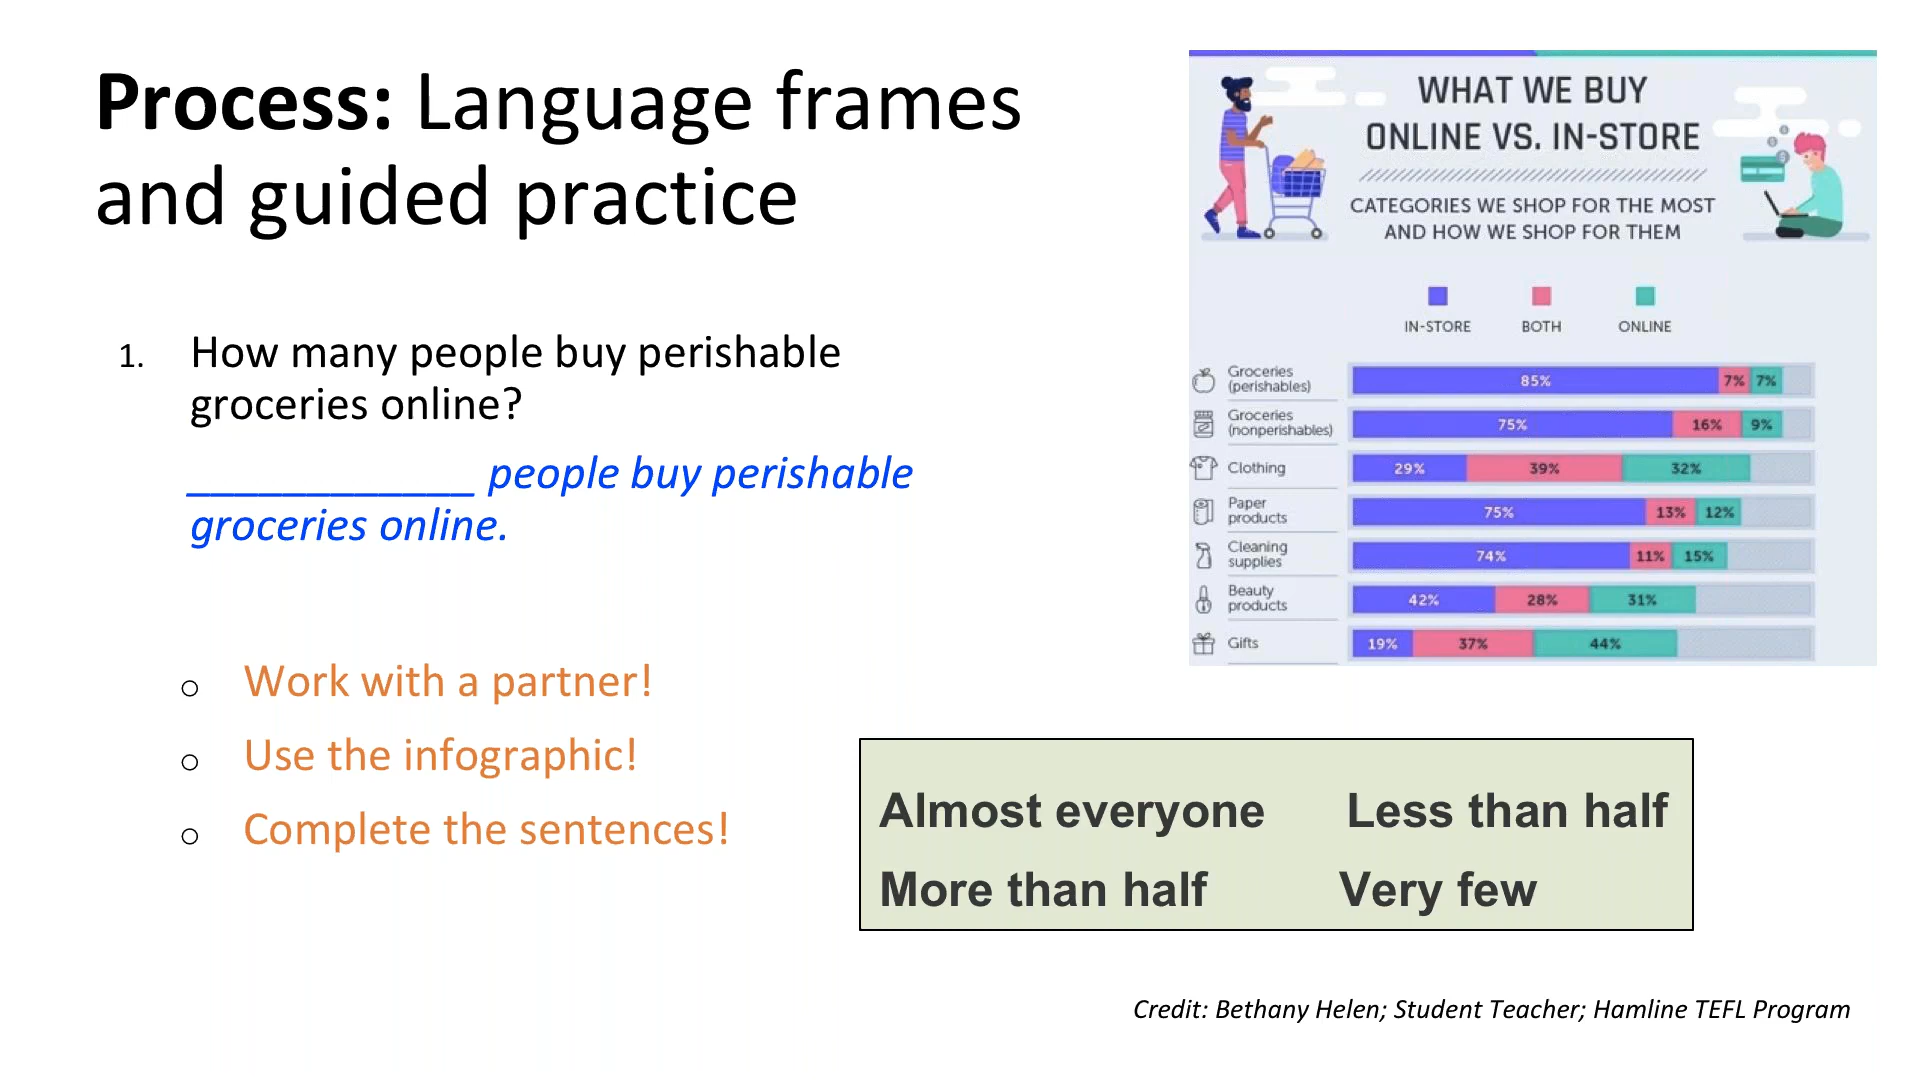 Process: Language frames
and guided practice
1. How many people buy perishable
groceries online?
____________ people buy perishable
groceries online.
o Work with a partner!
o Use the infographic!
o Complete the sentences!
WHAT WE BUY
ONLINE VS. IN-STORE
CATEGORIES WE SHOP FOR THE MOST
AND HOW WE SHOP FOR THEM
IN-STORE BOTH ONLINE
Groceries
(perishables)
85% 7% 7%
Groceries
(nonperishables)
75% 16% 9%
Clothing
29% 39% 32%
Paper
products
75% 13% 12%
Cleaning
supplies
74% 11% 15%
Beauty
products
42% 28% 31%
Gifts
19% 37% 44%
Almost everyone Less than half
More than half Very few
Credit: Bethany Helen; Student Teacher; Hamline TEFL Program